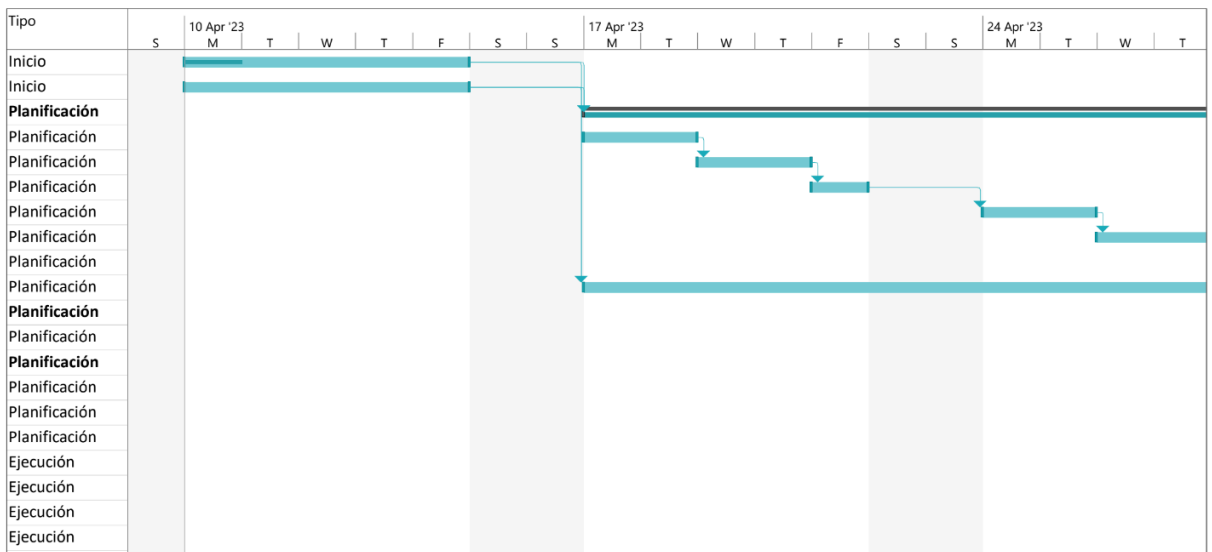 Tipo
10 Apr '23 17 Apr '23 24 Apr '23
S M T W T F S S M T W T F S S M T W T
Inicio
Inicio
Planificación
Planificación
Planificación
Planificación
Planificación
Planificación
Planificación
Planificación
Planificación
Planificación
Planificación
Planificación
Planificación
Planificación
Ejecución
Ejecución
Ejecución
Ejecución